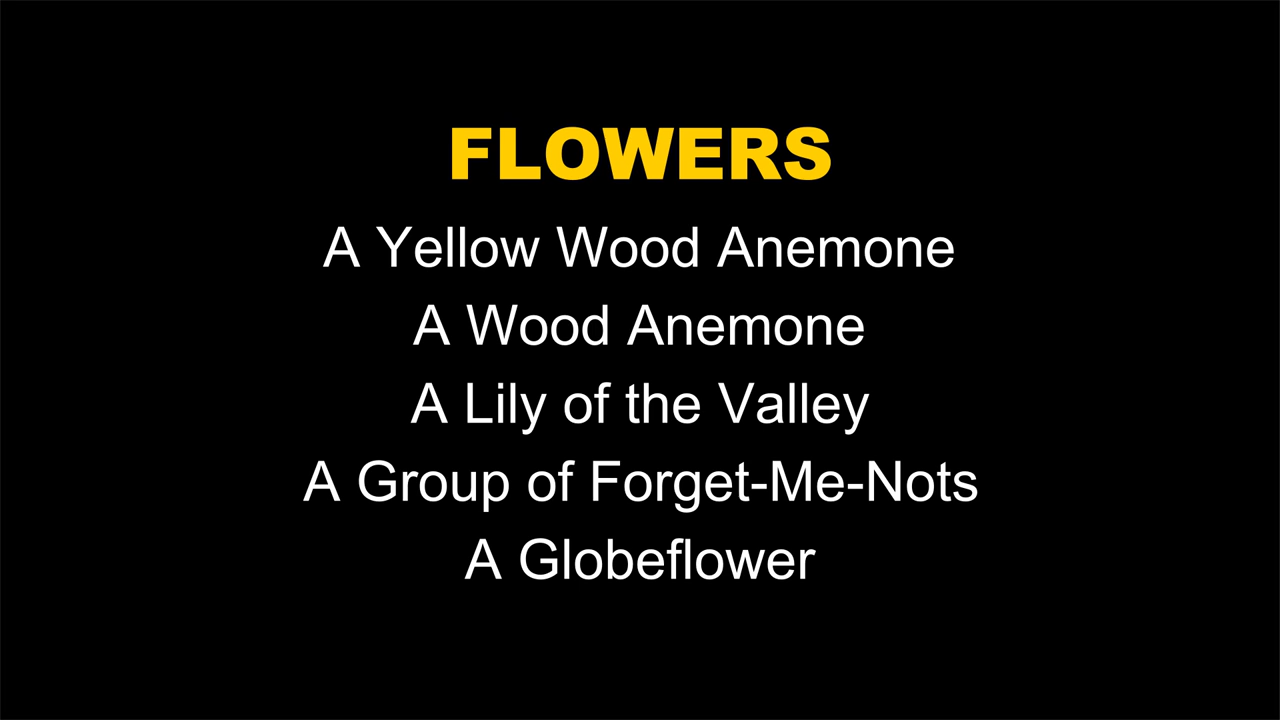 FLOWERS
A Yellow Wood Anemone
A Wood Anemone
A Lily of the Valley
A Group of Forget-Me-Nots
A Globeflower